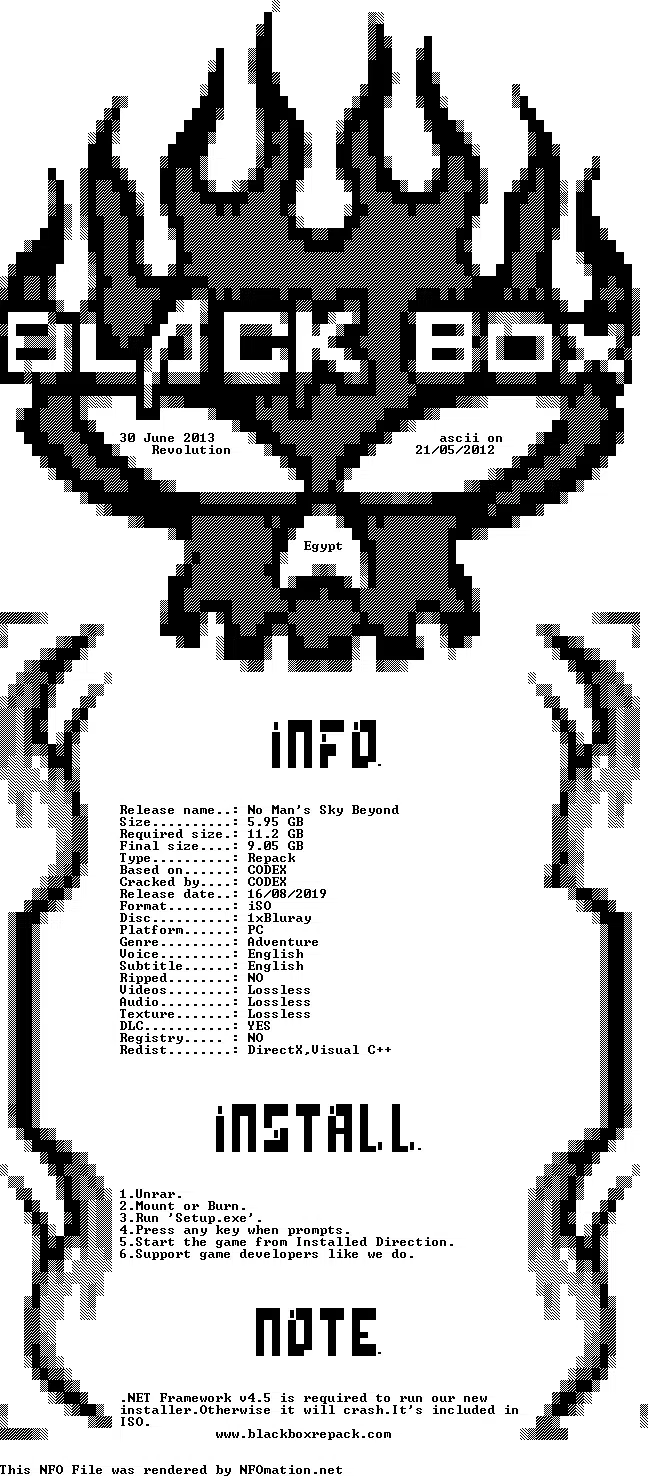 BLACK BOX
30 June 2013
Revolution
ascii on
21/05/2012
Egypt
iNFO.
Release name..: No Man's Sky Beyond
Size..........: 5.95 GB
Required size.: 11.2 GB
Final size....: 9.05 GB
Type..........: Repack
Based on......: CODEX
Cracked by....: CODEX
Release date..: 16/08/2019
Format........: iSO
Disc..........: 1xBluray
Platform......: PC
Genre.........: Adventure
Voice.........: English
Subtitle......: English
Ripped........: NO
Videos........: Lossless
Audio.........: Lossless
Texture.......: Lossless
DLC...........: YES
Registry..... : NO
Redist........: DirectX,Visual C++
iNSTALL.
1.Unrar.
2.Mount or Burn.
3.Run 'Setup.exe'.
4.Press any key when prompts.
5.Start the game from Installed Direction.
6.Support game developers like we do.
NOTE.
.NET Framework v4.5 is required to run our new
installer.Otherwise it will crash.It's included in
ISO.
www.blackboxrepack.com
This NFO File was rendered by NFOmation.net